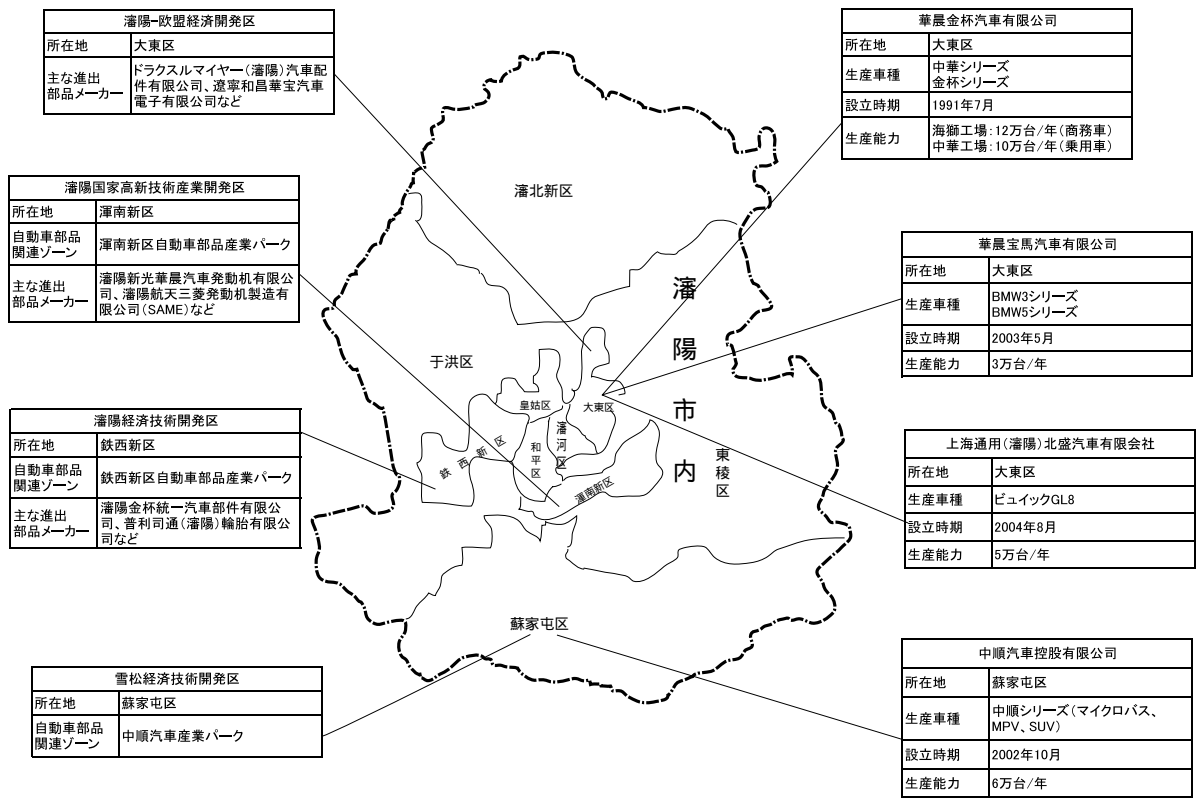 瀋陽-欧盟経済開発区
所在地 大東区
主な進出部品メーカー
ドラクスルマイヤー(瀋陽)汽車配
件有限公司、遼寧和昌華宝汽車
電子有限公司など
瀋陽国家高新技術産業開発区
所在地 渾南新区
自動車部品
関連ゾーン
渾南新区自動車部品産業パーク
主な進出
部品メーカー
瀋陽新光華晨汽車発動机有限公
司、瀋陽航天三菱発動机製造有
限公司(SAME)など
瀋陽経済技術開発区
所在地 鉄西新区
自動車部品
関連ゾーン
鉄西新区自動車部品産業パーク
主な進出
部品メーカー
瀋陽金杯統一汽車部件有限公
司、普利司通(瀋陽)輪胎有限公
司など
雪松経済技術開発区
所在地 蘇家屯区
自動車部品
関連ゾーン
中順汽車産業パーク
瀋北新区
于洪区
皇姑区
大東区
瀋河区
和平区
鉄西新区
渾南新区
東稜区
瀋陽市内
蘇家屯区
華晨金杯汽車有限公司
所在地 大東区
生産車種
中華シリーズ
金杯シリーズ
設立時期 1991年7月
生産能力
海獅工場:12万台/年(商務車)
中華工場:10万台/年(乗用車)
華晨宝馬汽車有限公司
所在地 大東区
生産車種
BMW3シリーズ
BMW5シリーズ
設立時期 2003年5月
生産能力 3万台/年
上海通用(瀋陽)北盛汽車有限会社
所在地 大東区
生産車種 ビュイックGL8
設立時期 2004年8月
生産能力 5万台/年
中順汽車控股有限公司
所在地 蘇家屯区
生産車種
中順シリーズ(マイクロバス、
MPV、SUV)
設立時期 2002年10月
生産能力 6万台/年